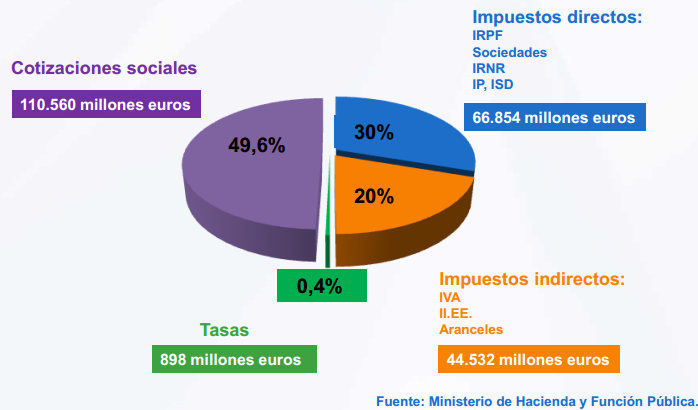 Impuestos directos:
IRPF
Sociedades
IRNR
IP, ISD
66.854 millones euros
Cotizaciones sociales
110.560 millones euros
49,6%
30%
20%
0,4%
Tasas
898 millones euros
Impuestos indirectos:
IVA
II.EE.
Aranceles
44.532 millones euros
Fuente: Ministerio de Hacienda y Función Pública.